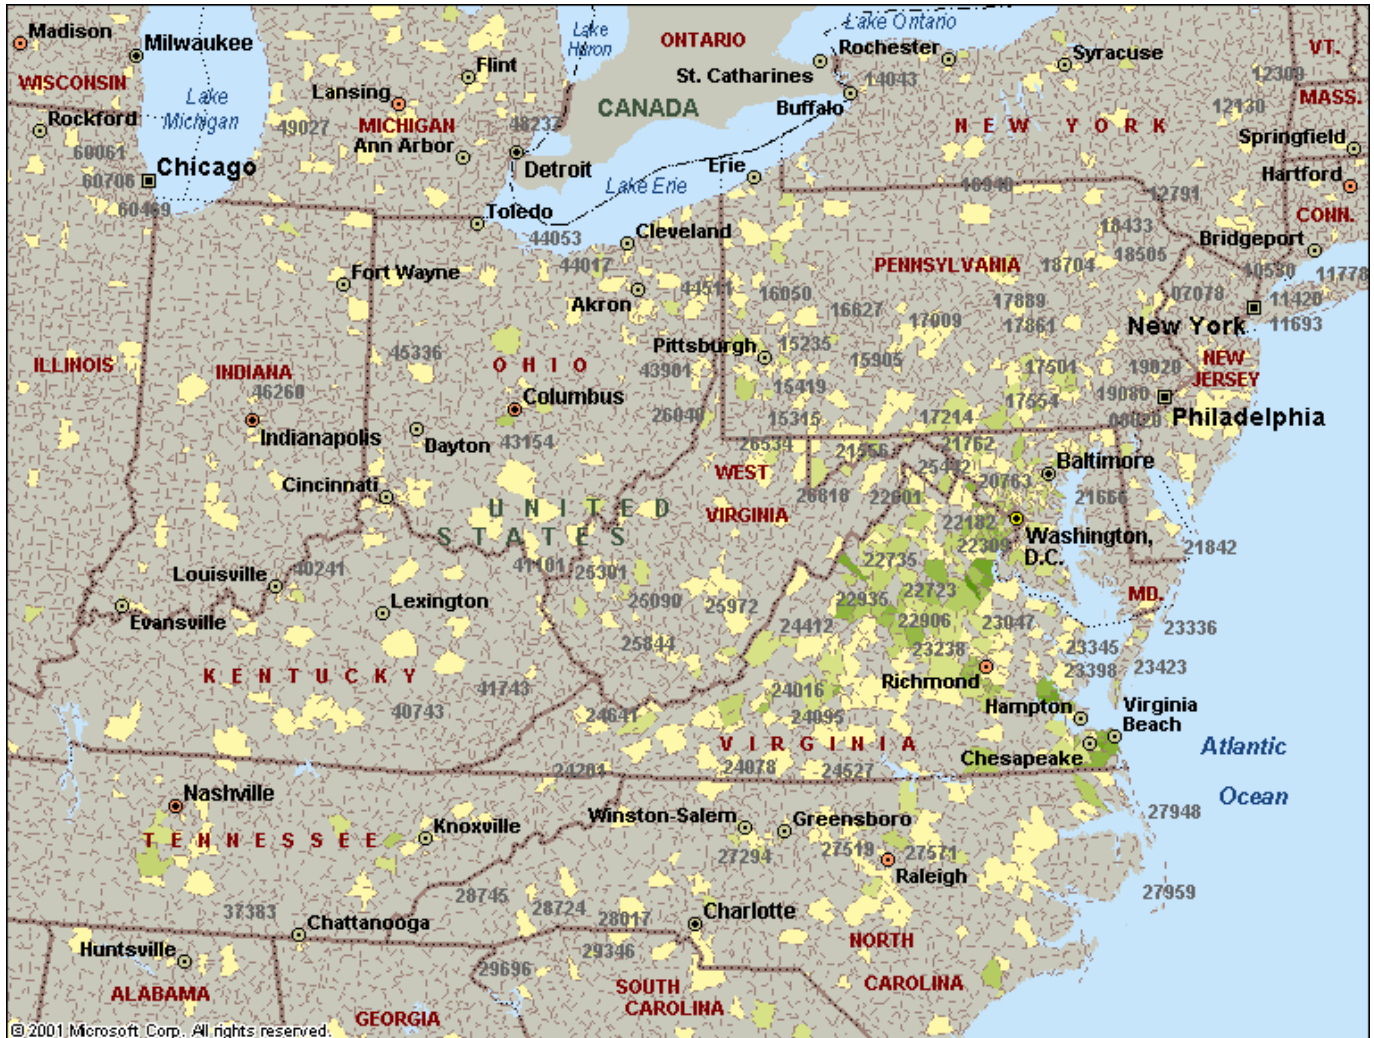 Madison
Milwaukee
WISCONSIN
Lake
Michigan
Rockford
60061
Chicago
60706
60469
Lansing
Flint
49027
MICHIGAN
Ann Arbor
48237
Detroit
Lake
Huron
ONTARIO
CANADA
St. Catharines
Lake Ontario
Rochester
14043
Buffalo
Syracuse
NEW YORK
VT.
12309
MASS.
12130
Springfield
Hartford
CONN.
Bridgeport
Erie
Lake Erie
16940
12791
Toledo
44053
Cleveland
44017
18433
18505
18704
PENNSYLVANIA
10530
11778
07078
11420
11693
New York
Fort Wayne
Akron
44511
16050
16627
17009
17889
17861
Pittsburgh
15235
15905
43901
45336
OHIO
ILLINOIS
INDIANA
46260
Columbus
Indianapolis
Dayton
43154
26040
15419
15315
17501
17554
17214
19020
19080
NEW
JERSEY
08020
Philadelphia
26534
21556
21762
25412
20763
Baltimore
21666
WEST
VIRGINIA
26818
22601
Cincinnati
UNITED
STATES
22182
22309
Washington,
D.C.
21842
Louisville
40241
41101
25301
22735
22723
22935
22906
23047
MD.
Evansville
Lexington
25090
25972
24412
25844
23238
23345
23336
23398
23423
KENTUCKY
41743
40743
Richmond
24016
Hampton
Virginia
Beach
24641
24095
VIRGINIA
Chesapeake
24078
24527
24204
Atlantic
Ocean
Nashville
TENNESSEE
Knoxville
Winston-Salem
Greensboro
27294
27519
27571
Raleigh
27948
27959
37383
Chattanooga
28745
28724
28017
Charlotte
29346
29696
NORTH
CAROLINA
SOUTH
CAROLINA
Huntsville
ALABAMA
GEORGIA
© 2001 Microsoft Corp. All rights reserved.